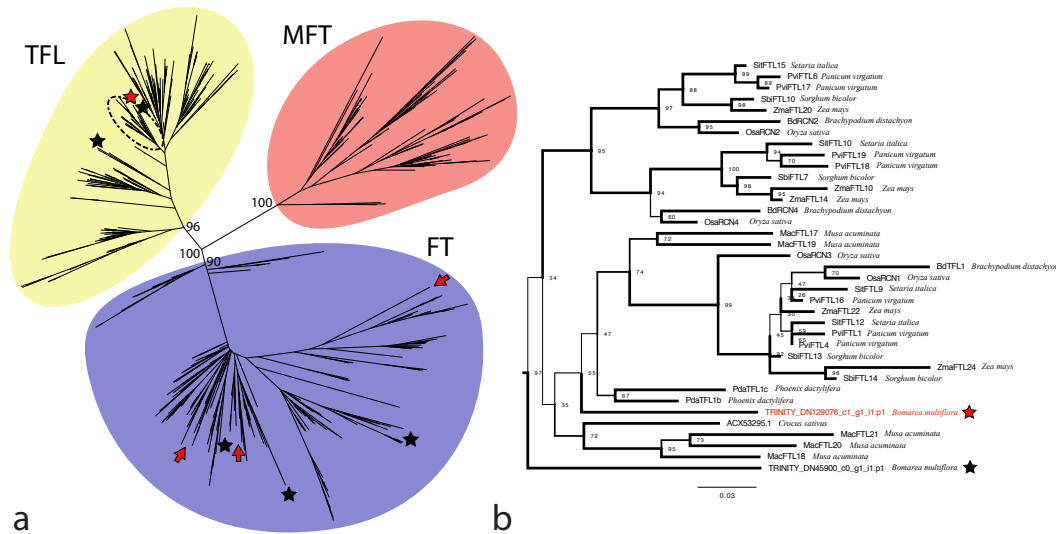 TFL
MFT
100
96
100
90
FT
a
SitFTL15 Setaria italica
99
PviFTL6 Panicum virgatum
89
PviFTL17 Panicum virgatum
88
SbiFTL10 Sorghum bicolor
98
ZmaFTL20 Zea mays
97
BdRCN2 Brachypodium distachyon
95
OsaRCN2 Oryza sativa
95
SitFTL10 Setaria italica
94
PviFTL19 Panicum virgatum
70
PviFTL18 Panicum virgatum
100
SbiFTL7 Sorghum bicolor
98
ZmaFTL10 Zea mays
95
ZmaFTL14 Zea mays
94
BdRCN4 Brachypodium distachyon
60
OsaRCN4 Oryza sativa
34
MacFTL17 Musa acuminata
72
MacFTL19 Musa acuminata
74
OsaRCN3 Oryza sativa
BdTFL1 Brachypodium distachyon
70
OsaRCN1 Oryza sativa
47
SitFTL9 Setaria italica
26
PviFTL16 Panicum virgatum
ZmaFTL22 Zea mays
30
SitFTL12 Setaria italica
99
59
PviFTL1 Panicum virgatum
45
65
PviFTL4 Panicum virgatum
92
SbiFTL13 Sorghum bicolor
ZmaFTL24 Zea mays
96
SbiFTL14 Sorghum bicolor
47
55
PdaTFL1c Phoenix dactylifera
67
PdaTFL1b Phoenix dactylifera
97
35
TRINITY_DN129076_c1_g1_i1.p1 Bomarea multiflora
ACX53295.1 Crocus sativus
72
MacFTL21 Musa acuminata
73
MacFTL20 Musa acuminata
95
MacFTL18 Musa acuminata
TRINITY_DN45900_c0_g1_i1.p1 Bomarea multiflora
0.03
b